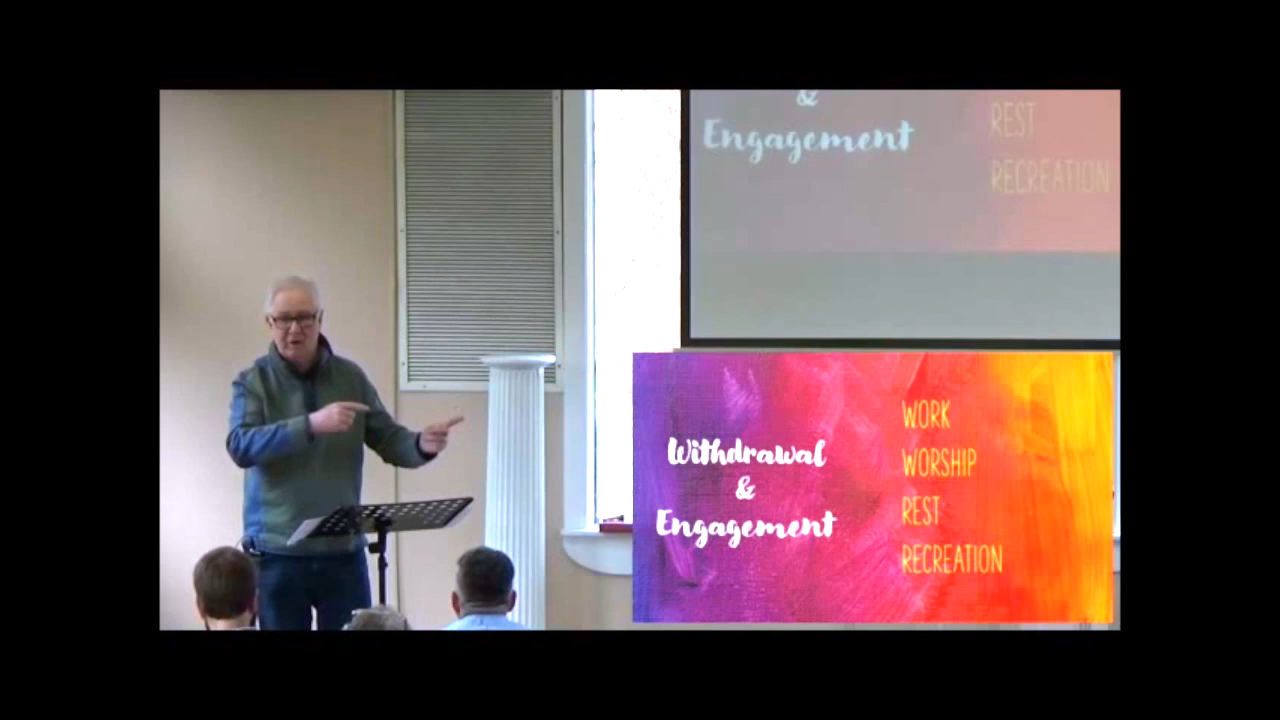 &
Engagement
REST
RECREATION
Withdrawal
&
Engagement
WORK
WORSHIP
REST
RECREATION